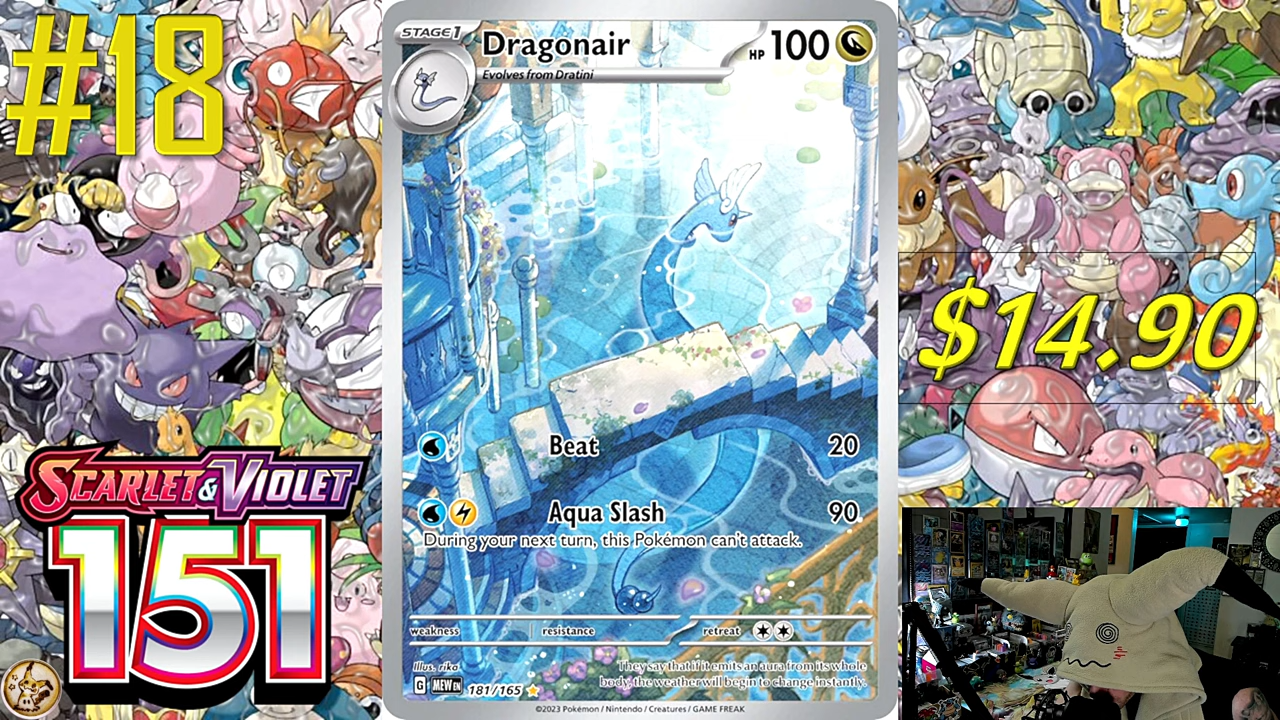 #18
STAGE 1
Dragonair
HP 100
Evolves from Dratini
$14.90
Beat 20
Aqua Slash 90
During your next turn, this Pokémon can't attack.
SCARLET & VIOLET
151
weakness resistance retreat
Illus. riko
They say that if it emits an aura from its whole
body, the weather will begin to change instantly.
G MEW EN 181/165
©2023 Pokémon / Nintendo / Creatures / GAME FREAK